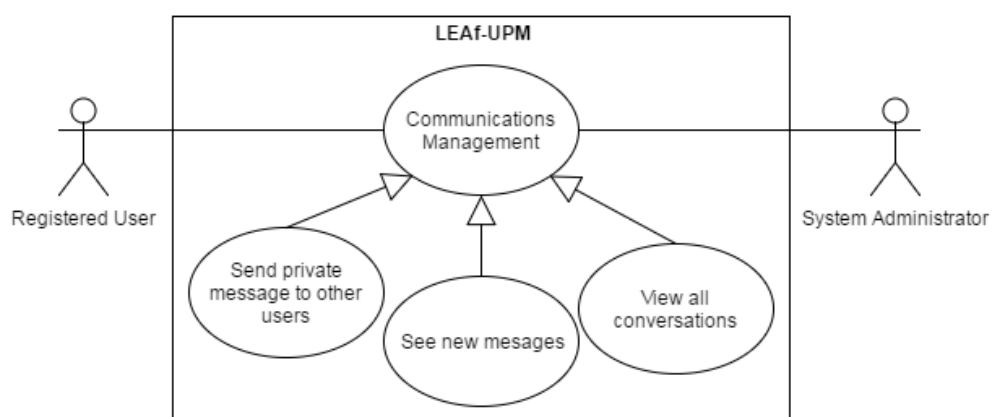 LEAf-UPM
Communications
Management
Registered User
System Administrator
Send private
message to other
users
See new mesages
View all
conversations